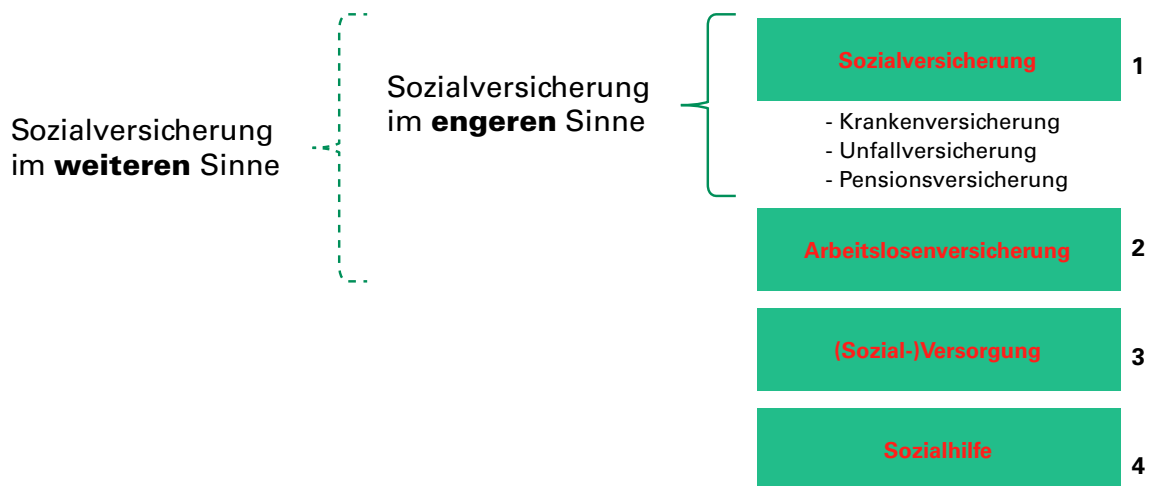 Sozialversicherung
im weiteren Sinne
Sozialversicherung
im engeren Sinne
Sozialversicherung
1
- Krankenversicherung
- Unfallversicherung
- Pensionsversicherung
Arbeitslosenversicherung
2
(Sozial-)Versorgung
3
Sozialhilfe
4